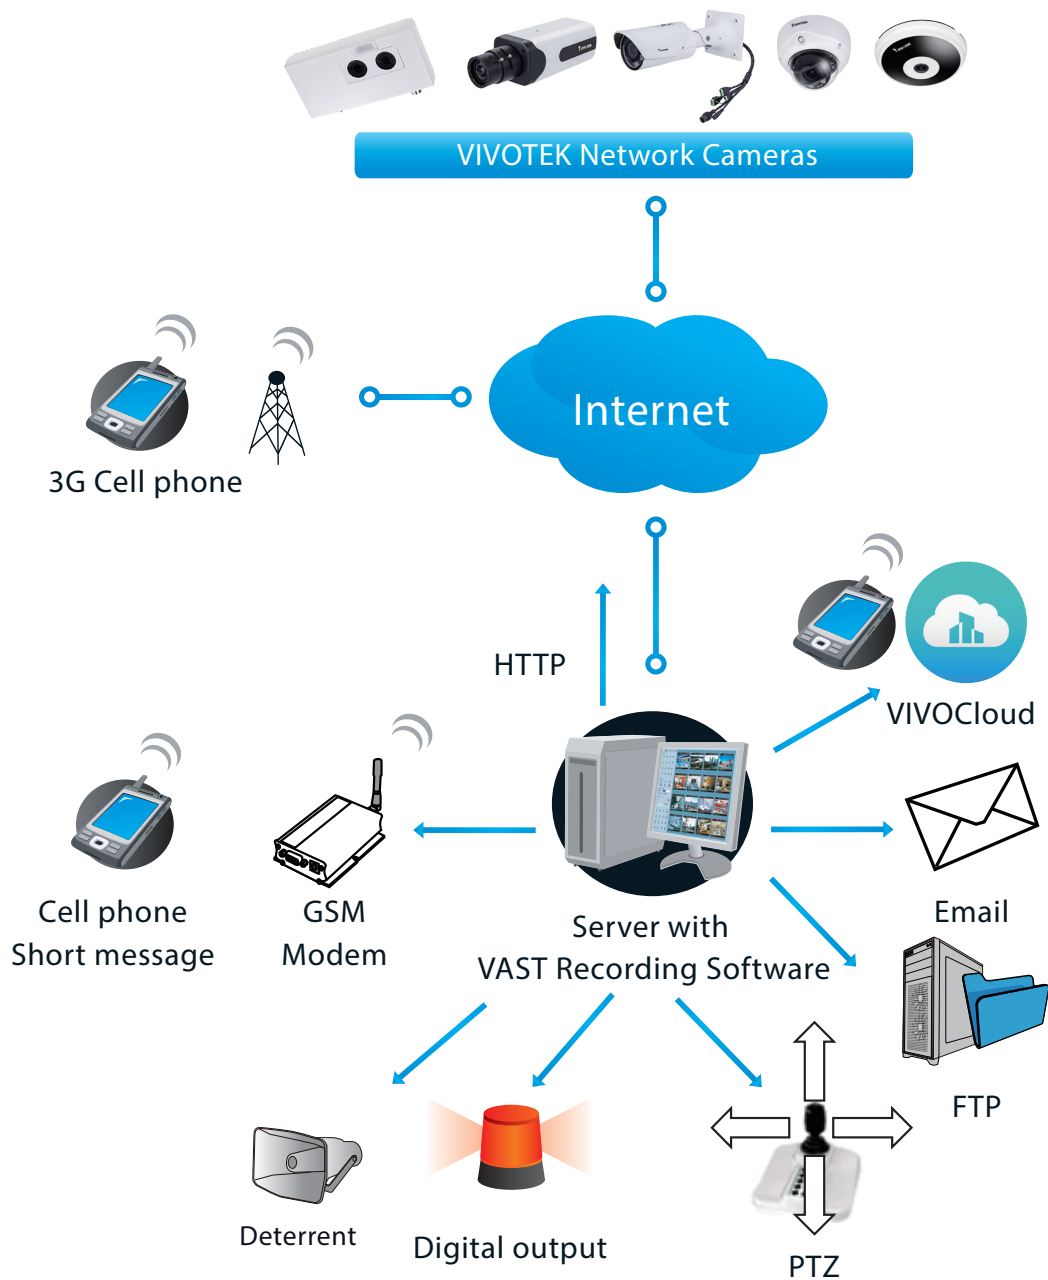 VIVOTEK Network Cameras
Internet
3G Cell phone
HTTP
VIVOCloud
Cell phone
Short message
GSM
Modem
Server with
VAST Recording Software
Email
FTP
Deterrent
Digital output
PTZ